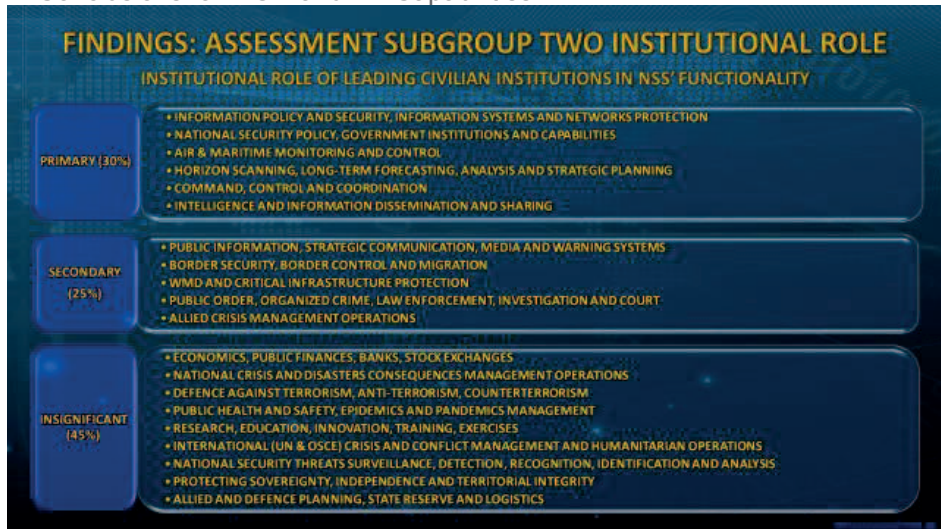 FINDINGS: ASSESSMENT SUBGROUP TWO INSTITUTIONAL ROLE
INSTITUTIONAL ROLE OF LEADING CIVILIAN INSTITUTIONS IN NSS' FUNCTIONALITY
PRIMARY (30%)
• INFORMATION POLICY AND SECURITY, INFORMATION SYSTEMS AND NETWORKS PROTECTION
• NATIONAL SECURITY POLICY, GOVERNMENT INSTITUTIONS AND CAPABILITIES
• AIR & MARITIME MONITORING AND CONTROL
• HORIZON SCANNING, LONG-TERM FORECASTING, ANALYSIS AND STRATEGIC PLANNING
• COMMAND, CONTROL AND COORDINATION
• INTELLIGENCE AND INFORMATION DISSEMINATION AND SHARING
SECONDARY
(25%)
• PUBLIC INFORMATION, STRATEGIC COMMUNICATION, MEDIA AND WARNING SYSTEMS
• BORDER SECURITY, BORDER CONTROL AND MIGRATION
• WMD AND CRITICAL INFRASTRUCTURE PROTECTION
• PUBLIC ORDER, ORGANIZED CRIME, LAW ENFORCEMENT, INVESTIGATION AND COURT
• ALLIED CRISIS MANAGEMENT OPERATIONS
INSIGNIFICANT
(45%)
• ECONOMICS, PUBLIC FINANCES, BANKS, STOCK EXCHANGES
• NATIONAL CRISIS AND DISASTERS CONSEQUENCES MANAGEMENT OPERATIONS
• DEFENCE AGAINST TERRORISM, ANTI-TERRORISM, COUNTERTERRORISM
• PUBLIC HEALTH AND SAFETY, EPIDEMICS AND PANDEMICS MANAGEMENT
• RESEARCH, EDUCATION, INNOVATION, TRAINING, EXERCISES
• INTERNATIONAL (UN & OSCE) CRISIS AND CONFLICT MANAGEMENT AND HUMANITARIAN OPERATIONS
• NATIONAL SECURITY THREATS SURVEILLANCE, DETECTION, RECOGNITION, IDENTIFICATION AND ANALYSIS
• PROTECTING SOVEREIGNTY, INDEPENDENCE AND TERRITORIAL INTEGRITY
• ALLIED AND DEFENCE PLANNING, STATE RESERVE AND LOGISTICS